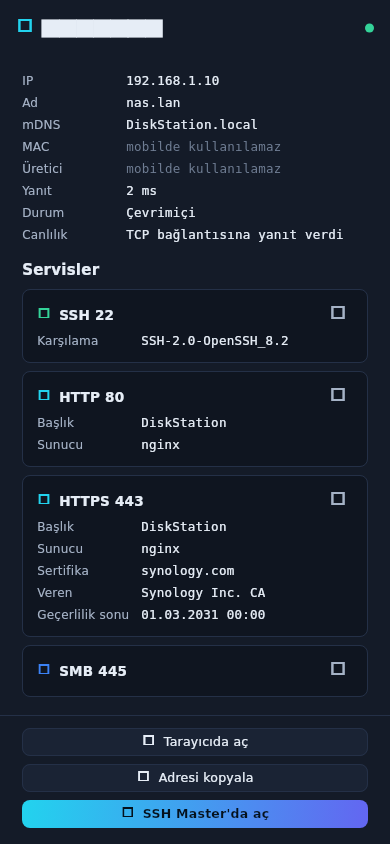 IP 192.168.1.10
Ad nas.lan
mDNS DiskStation.local
MAC mobilde kullanılamaz
Üretici mobilde kullanılamaz
Yanıt 2 ms
Durum Çevrimiçi
Canlılık TCP bağlantısına yanıt verdi
Servisler
SSH 22
Karşılama SSH-2.0-OpenSSH_8.2
HTTP 80
Başlık DiskStation
Sunucu nginx
HTTPS 443
Başlık DiskStation
Sunucu nginx
Sertifika synology.com
Veren Synology Inc. CA
Geçerlilik sonu 01.03.2031 00:00
SMB 445
Tarayıcıda aç
Adresi kopyala
SSH Master'da aç